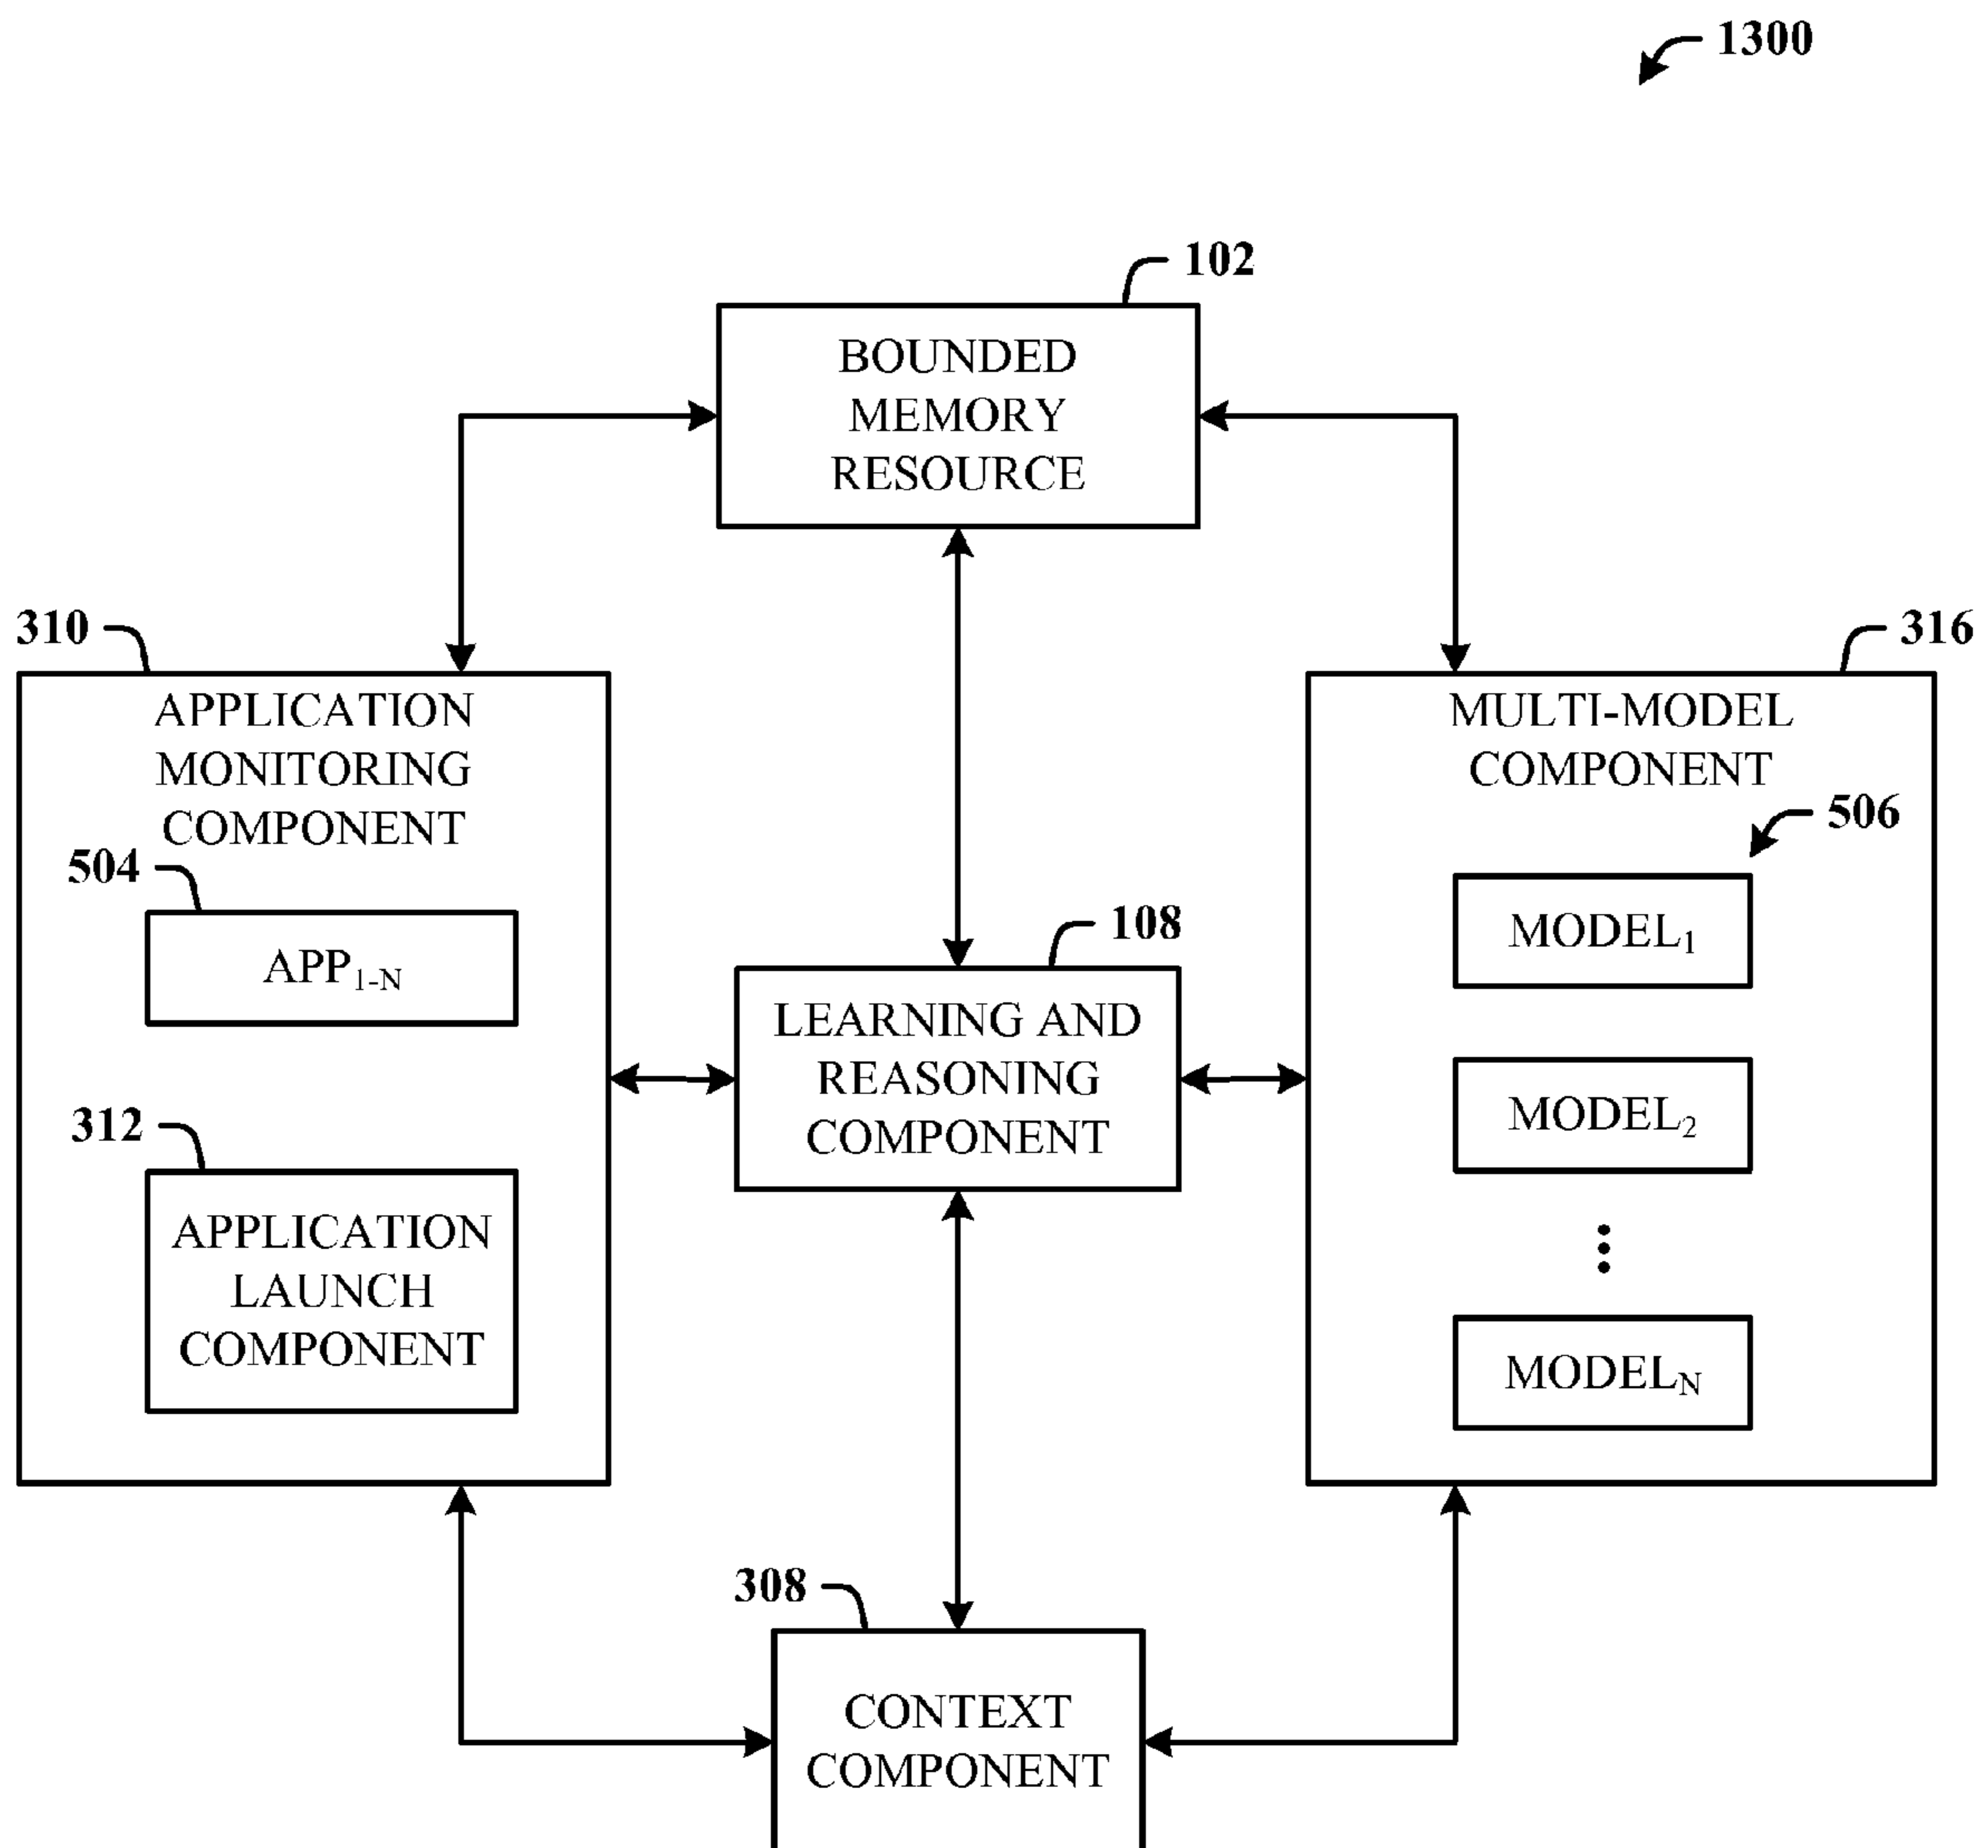 1300
102
BOUNDED
MEMORY
RESOURCE
310
APPLICATION
MONITORING
COMPONENT
504
APP1-N
312
APPLICATION
LAUNCH
COMPONENT
108
LEARNING AND
REASONING
COMPONENT
316
MULTI-MODEL
COMPONENT
506
MODEL1
MODEL2
MODELN
308
CONTEXT
COMPONENT